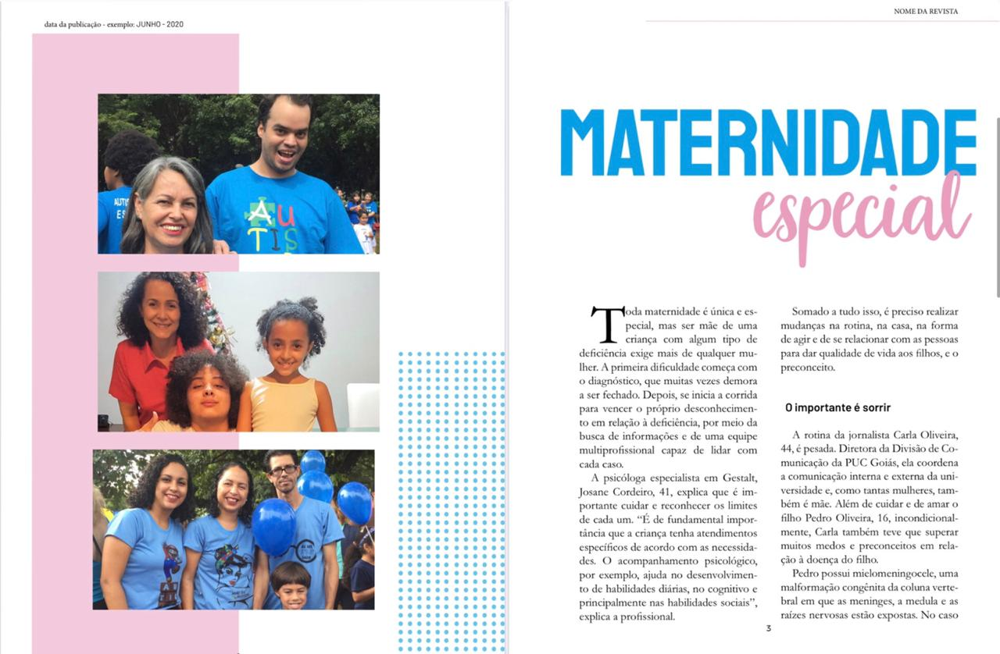 data da publicação - exemplo: JUNHO - 2020
AUTIS
ES
AU
TIS
NOME DA REVISTA
MATERNIDADE
especial
Toda maternidade é única e es-
pecial, mas ser mãe de uma
criança com algum tipo de
deficiência exige mais de qualquer mu-
lher. A primeira dificuldade começa com
o diagnóstico, que muitas vezes demora
a ser fechado. Depois, se inicia a corrida
para vencer o próprio desconhecimen-
to em relação à deficiência, por meio da
busca de informações e de uma equipe
multiprofissional capaz de lidar com
cada caso.
A psicóloga especialista em Gestalt,
Josane Cordeiro, 41, explica que é im-
portante cuidar e reconhecer os limites
de cada um. “É de fundamental impor-
tância que a criança tenha atendimentos
específicos de acordo com as necessida-
des. O acompanhamento psicológico,
por exemplo, ajuda no desenvolvimen-
to de habilidades diárias, no cognitivo e
principalmente nas habilidades sociais”,
explica a profissional.
Somado a tudo isso, é preciso realizar
mudanças na rotina, na casa, na forma
de agir e de se relacionar com as pessoas
para dar qualidade de vida aos filhos, e o
preconceito.
O importante é sorrir
A rotina da jornalista Carla Oliveira,
44, é pesada. Diretora da Divisão de Co-
municação da PUC Goiás, ela coordena
a comunicação interna e externa da uni-
versidade e, como tantas mulheres, tam-
bém é mãe. Além de cuidar e de amar o
filho Pedro Oliveira, 16, incondicional-
mente, Carla também teve que superar
muitos medos e preconceitos em rela-
ção à doença do filho.
Pedro possui mielomeningocele, uma
malformação congênita da coluna verte-
bral em que as meninges, a medula e as
raízes nervosas estão expostas. No caso
3